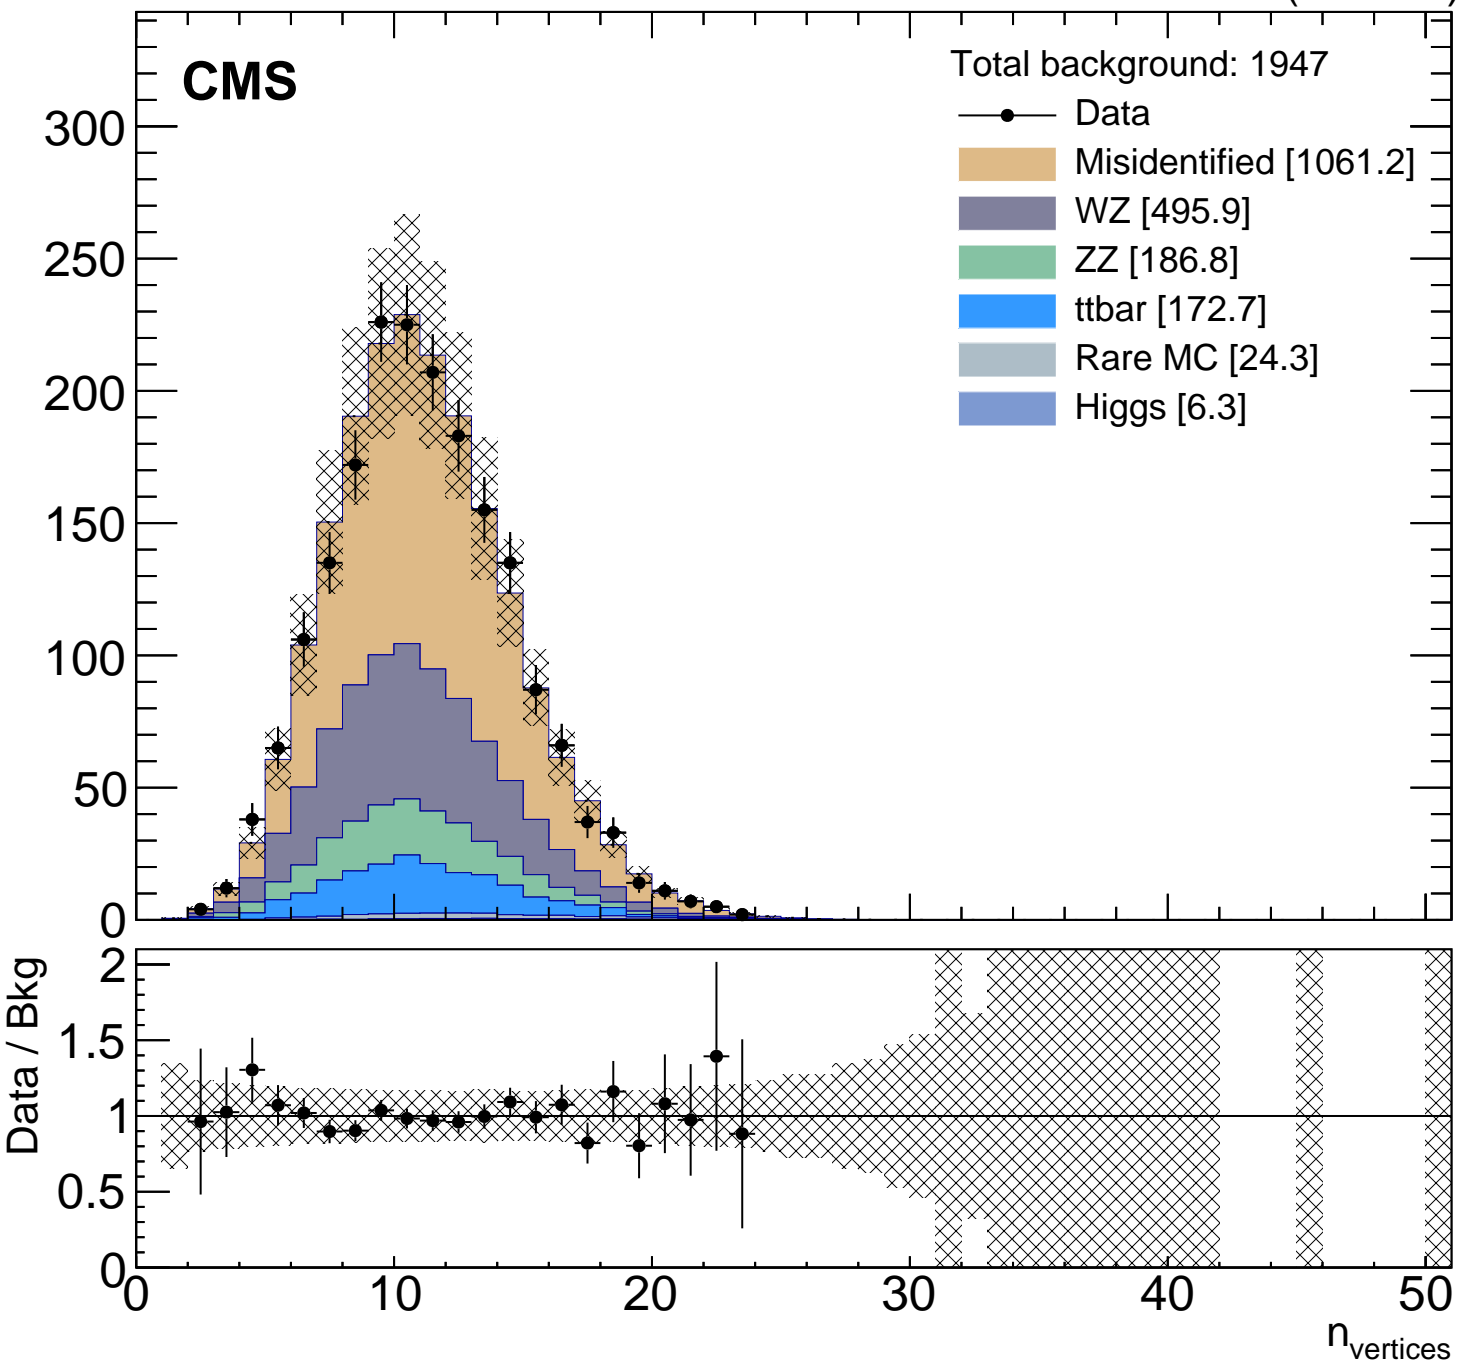 CMS
Total background: 1947
Data
Misidentified [1061.2]
WZ [495.9]
ZZ [186.8]
ttbar [172.7]
Rare MC [24.3]
Higgs [6.3]
300
250
200
150
100
50
0
Data / Bkg
2
1.5
1
0.5
0
0 10 20 30 40 50
n_vertices